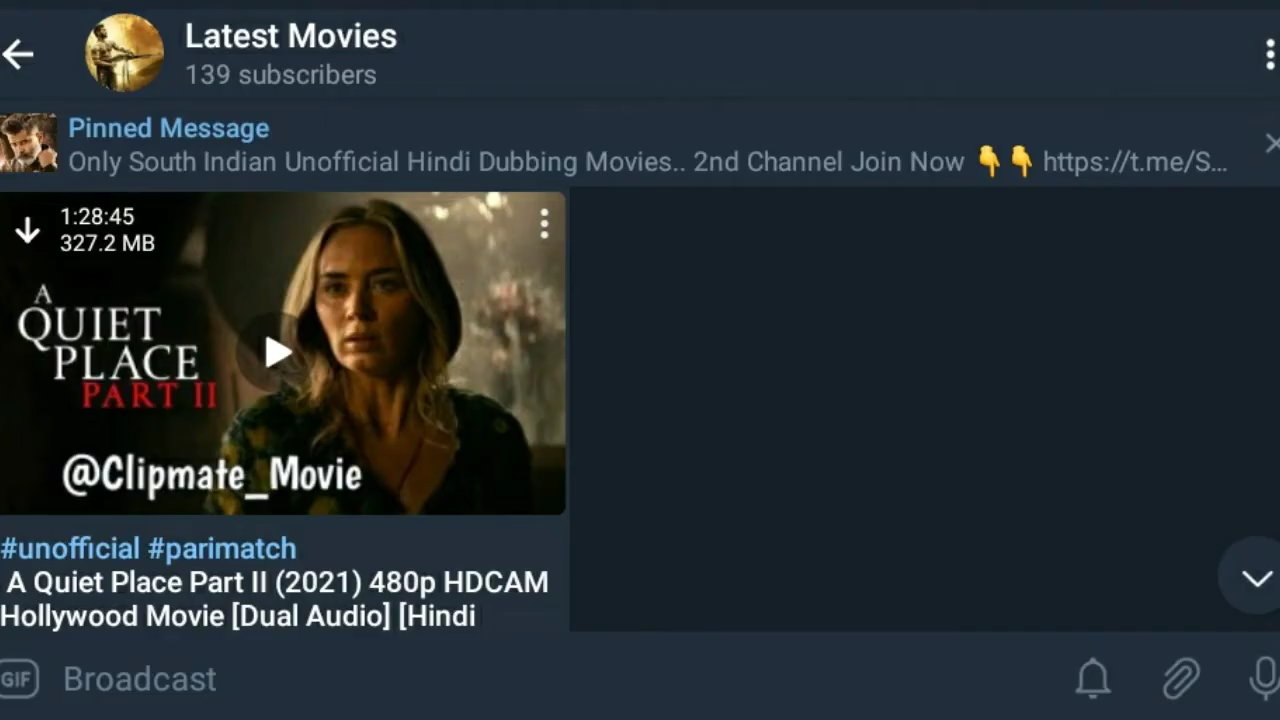 Latest Movies
139 subscribers
Pinned Message
Only South Indian Unofficial Hindi Dubbing Movies.. 2nd Channel Join Now 👇👇 https://t.me/S...
1:28:45
327.2 MB
A
QUIET
PLACE
PART II
@Clipmate_Movie
#unofficial #parimatch
A Quiet Place Part II (2021) 480p HDCAM
Hollywood Movie [Dual Audio] [Hindi
GIF
Broadcast